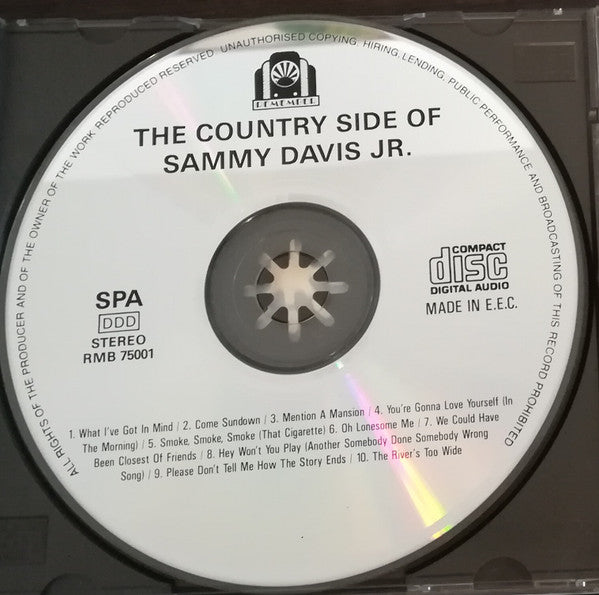 ALL RIGHTS OF THE PRODUCER AND OF THE OWNER OF THE WORK REPRODUCED RESERVED. UNAUTHORISED COPYING, HIRING, LENDING, PUBLIC PERFORMANCE AND BROADCASTING OF THIS RECORD PROHIBITED
REMEMBER
THE COUNTRY SIDE OF
SAMMY DAVIS JR.
SPA
DDD
STEREO
RMB 75001
COMPACT
disc
DIGITAL AUDIO
MADE IN E.E.C.
1. What I've Got In Mind / 2. Come Sundown / 3. Mention A Mansion / 4. You're Gonna Love Yourself (In
The Morning) / 5. Smoke, Smoke, Smoke (That Cigarette) 6. Oh Lonesome Me / 7. We Could Have
Been Closest Of Friends / 8. Hey Won't You Play (Another Somebody Done Somebody Wrong
Song) / 9. Please Don't Tell Me How The Story Ends / 10. The River's Too Wide